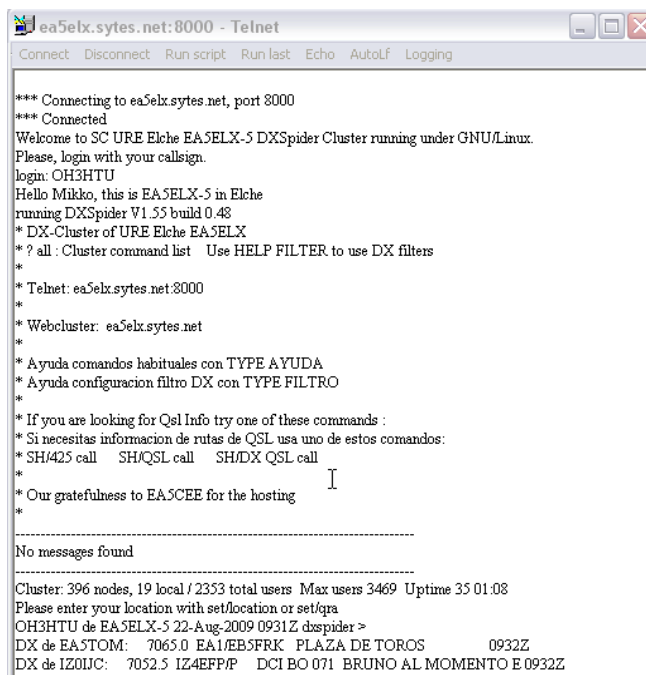 ea5elx.sytes.net:8000 - Telnet
Connect Disconnect Run script Run last Echo AutoLf Logging
*** Connecting to ea5elx.sytes.net, port 8000
*** Connected
Welcome to SC URE Elche EA5ELX-5 DXSpider Cluster running under GNU/Linux.
Please, login with your callsign.
login: OH3HTU
Hello Mikko, this is EA5ELX-5 in Elche
running DXSpider V1.55 build 0.48
* DX-Cluster of URE Elche EA5ELX
* ? all : Cluster command list Use HELP FILTER to use DX filters
*
* Telnet: ea5elx.sytes.net:8000
*
* Webcluster: ea5elx.sytes.net
*
* Ayuda comandos habituales con TYPE AYUDA
* Ayuda configuracion filtro DX con TYPE FILTRO
*
* If you are looking for Qsl Info try one of these commands :
* Si necesitas informacion de rutas de QSL usa uno de estos comandos:
* SH/425 call SH/QSL call SH/DX QSL call
*
* Our gratefulness to EA5CEE for the hosting
*
--------------------------------------------------------------------------------
No messages found
--------------------------------------------------------------------------------
Cluster: 396 nodes, 19 local / 2353 total users Max users 3469 Uptime 35 01:08
Please enter your location with set/location or set/qra
OH3HTU de EA5ELX-5 22-Aug-2009 0931Z dxspider >
DX de EA5TOM: 7065.0 EA1/EB5FRK PLAZA DE TOROS 0932Z
DX de IZ0IJC: 7052.5 IZ4EFP/P DCI BO 071 BRUNO AL MOMENTO E 0932Z